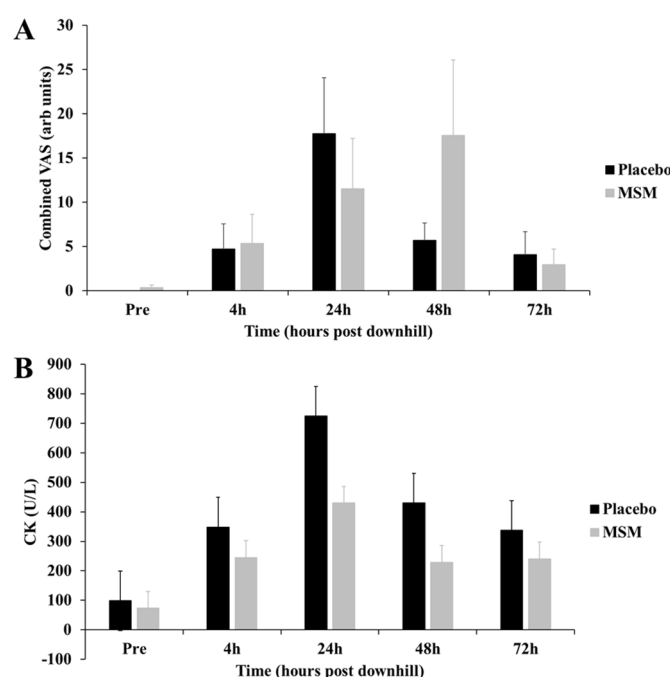 A
Combined VAS (arb units)
30
25
20
15
10
5
0
Pre 4h 24h 48h 72h
Time (hours post downhill)
Placebo
MSM
B
CK (U/L)
900
800
700
600
500
400
300
200
100
0
-100
Pre 4h 24h 48h 72h
Time (hours post downhill)
Placebo
MSM